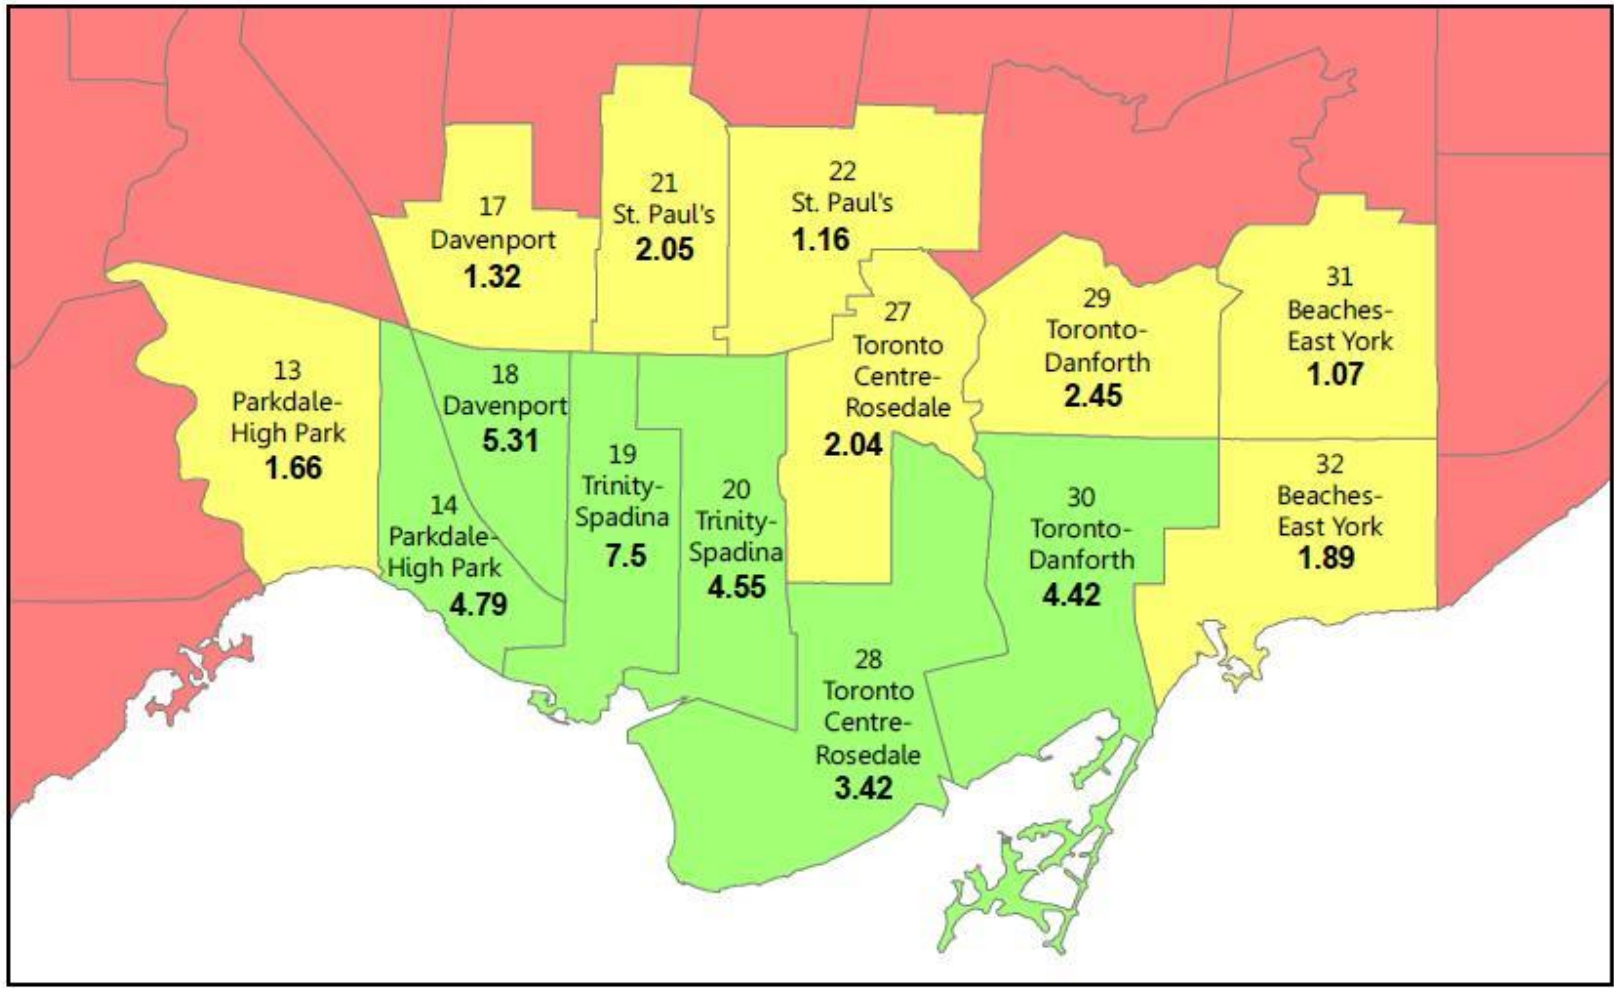 17
Davenport
1.32
21
St. Paul's
2.05
22
St. Paul's
1.16
13
Parkdale-
High Park
1.66
18
Davenport
5.31
14
Parkdale-
High Park
4.79
19
Trinity-
Spadina
7.5
20
Trinity-
Spadina
4.55
27
Toronto
Centre-
Rosedale
2.04
28
Toronto
Centre-
Rosedale
3.42
29
Toronto-
Danforth
2.45
30
Toronto-
Danforth
4.42
31
Beaches-
East York
1.07
32
Beaches-
East York
1.89